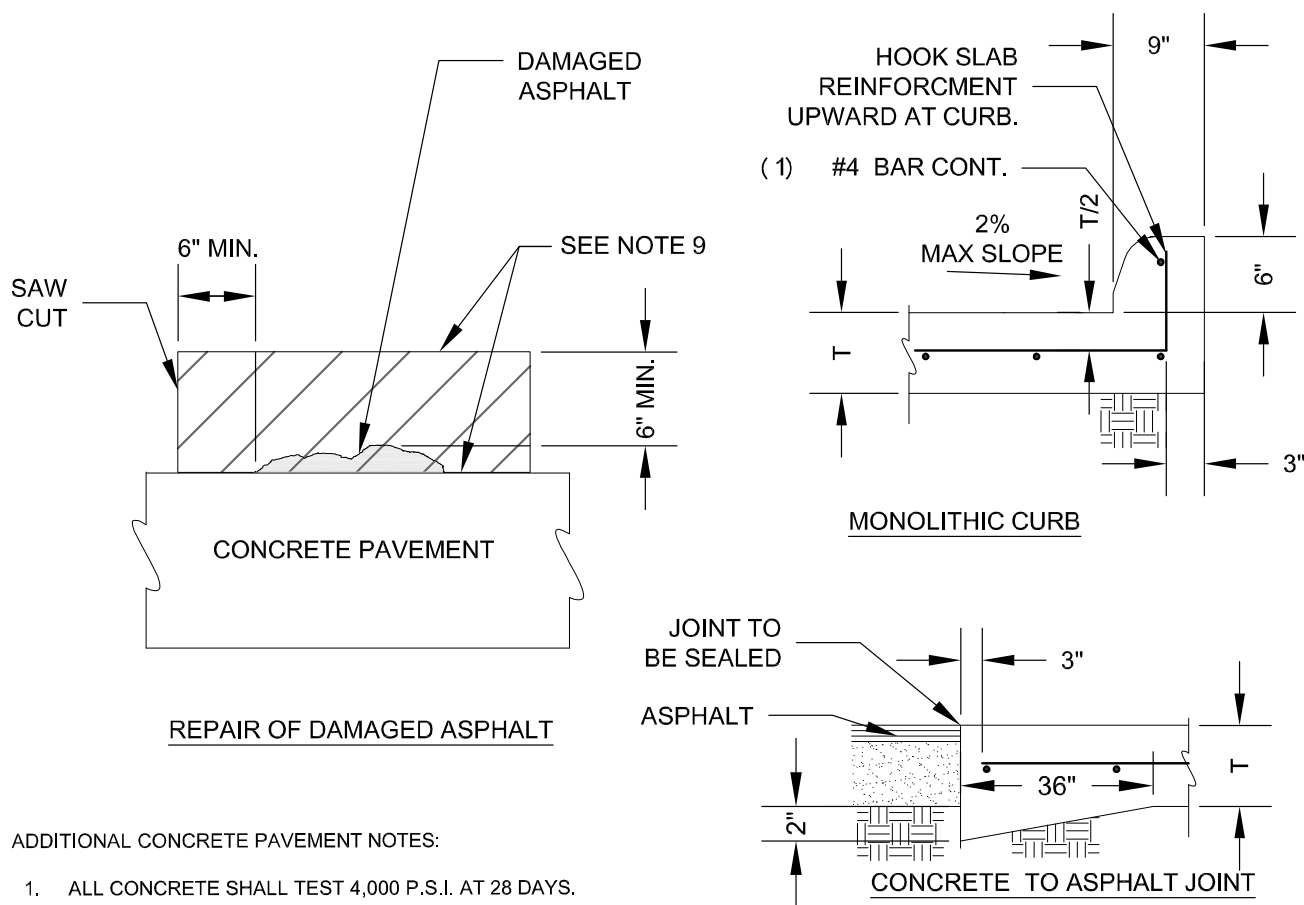 DAMAGED
ASPHALT
6" MIN.
SEE NOTE 9
SAW
CUT
6" MIN.
CONCRETE PAVEMENT
REPAIR OF DAMAGED ASPHALT
9"
HOOK SLAB
REINFORCMENT
UPWARD AT CURB.
( 1) #4 BAR CONT.
T/2
2%
MAX SLOPE
6"
T
3"
MONOLITHIC CURB
JOINT TO
BE SEALED
3"
ASPHALT
36"
T
2"
CONCRETE TO ASPHALT JOINT
ADDITIONAL CONCRETE PAVEMENT NOTES:
1. ALL CONCRETE SHALL TEST 4,000 P.S.I. AT 28 DAYS.